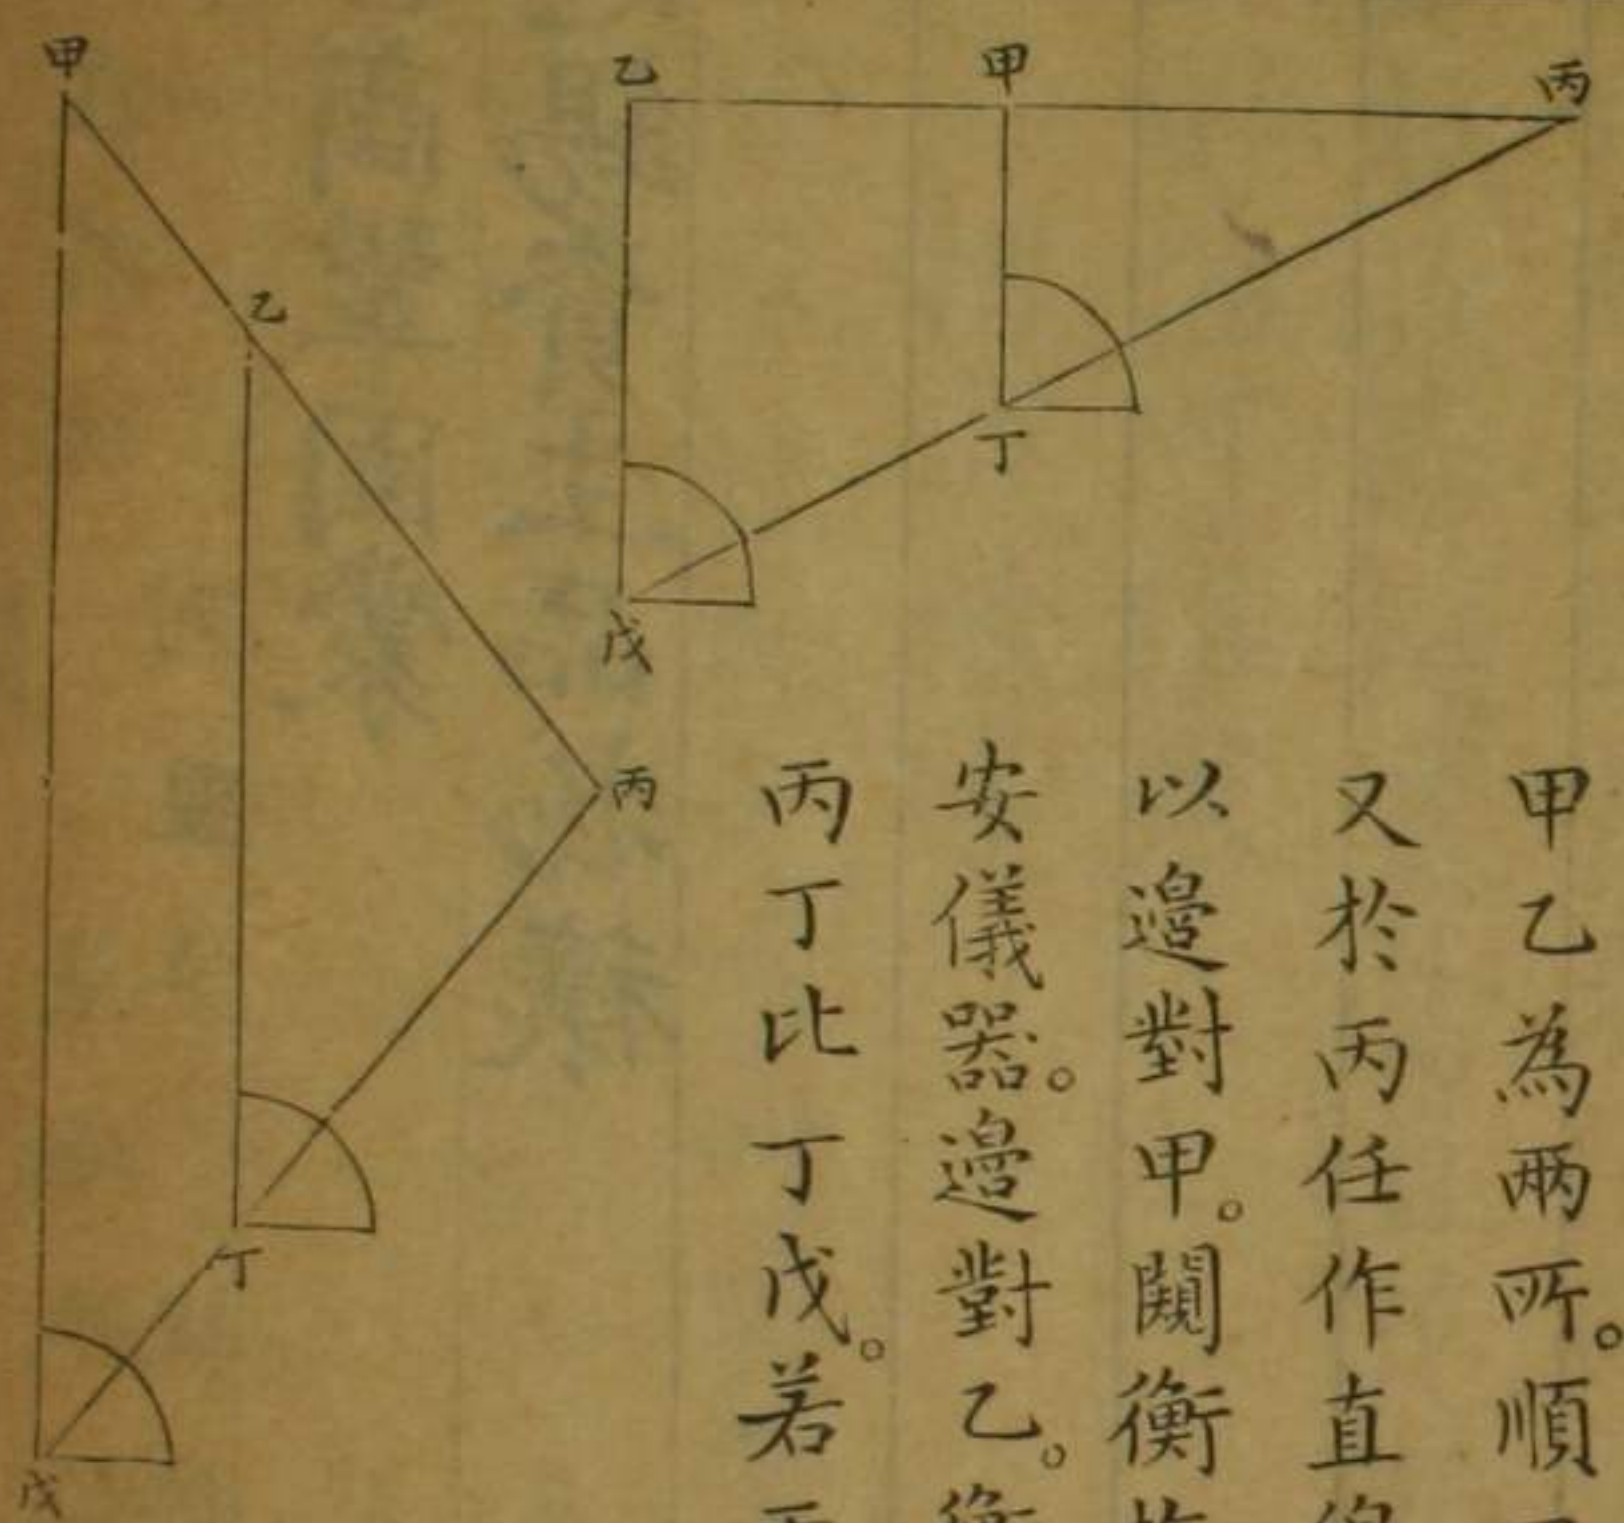 甲
乙
丙
丁
戊
乙
甲
丙
丁
戊
甲乙為兩所。順
又於丙任作直
以邊對甲。闚衡
安儀器。邊對乙。衡
丙丁比丁戊。若丙